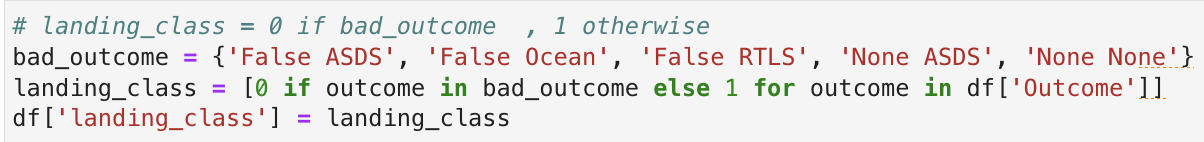 # landing_class = 0 if bad_outcome  , 1 otherwise
bad_outcome = {'False ASDS', 'False Ocean', 'False RTLS', 'None ASDS', 'None None'}
landing_class = [0 if outcome in bad_outcome else 1 for outcome in df['Outcome']]
df['landing_class'] = landing_class